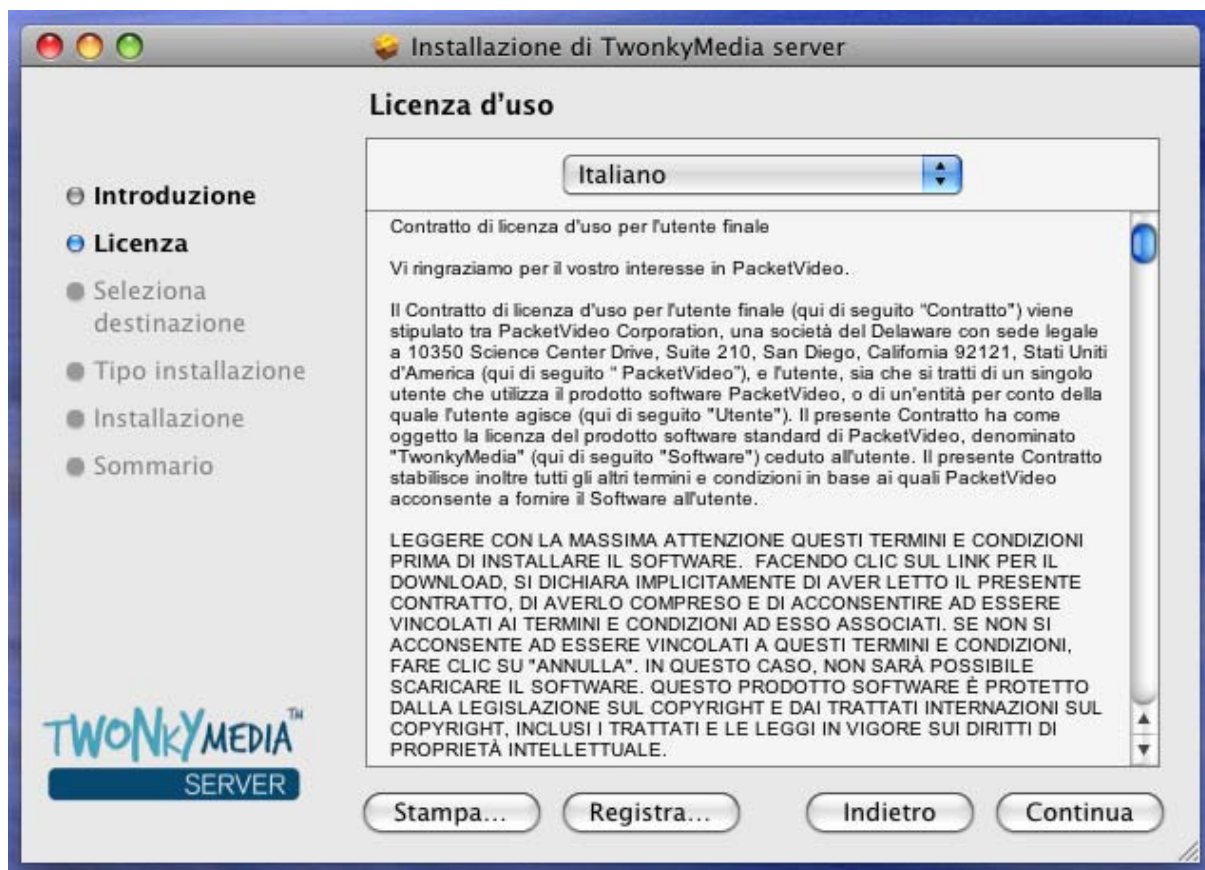 Installazione di TwonkyMedia server
Licenza d'uso
Introduzione
Licenza
Seleziona
destinazione
Tipo installazione
Installazione
Sommario
Italiano
Contratto di licenza d'uso per l'utente finale
Vi ringraziamo per il vostro interesse in PacketVideo.
Il Contratto di licenza d'uso per l'utente finale (qui di seguito "Contratto") viene
stipulato tra PacketVideo Corporation, una società del Delaware con sede legale
a 10350 Science Center Drive, Suite 210, San Diego, California 92121, Stati Uniti
d'America (qui di seguito " PacketVideo"), e l'utente, sia che si tratti di un singolo
utente che utilizza il prodotto software PacketVideo, o di un'entità per conto della
quale l'utente agisce (qui di seguito "Utente"). Il presente Contratto ha come
oggetto la licenza del prodotto software standard di PacketVideo, denominato
"TwonkyMedia" (qui di seguito "Software") ceduto all'utente. Il presente Contratto
stabilisce inoltre tutti gli altri termini e condizioni in base ai quali PacketVideo
acconsente a fornire il Software all'utente.
LEGGERE CON LA MASSIMA ATTENZIONE QUESTI TERMINI E CONDIZIONI
PRIMA DI INSTALLARE IL SOFTWARE.  FACENDO CLIC SUL LINK PER IL
DOWNLOAD, SI DICHIARA IMPLICITAMENTE DI AVER LETTO IL PRESENTE
CONTRATTO, DI AVERLO COMPRESO E DI ACCONSENTIRE AD ESSERE
VINCOLATI AI TERMINI E CONDIZIONI AD ESSO ASSOCIATI. SE NON SI
ACCONSENTE AD ESSERE VINCOLATI A QUESTI TERMINI E CONDIZIONI,
FARE CLIC SU "ANNULLA". IN QUESTO CASO, NON SARÀ POSSIBILE
SCARICARE IL SOFTWARE. QUESTO PRODOTTO SOFTWARE È PROTETTO
DALLA LEGISLAZIONE SUL COPYRIGHT E DAI TRATTATI INTERNAZIONI SUL
COPYRIGHT, INCLUSI I TRATTATI E LE LEGGI IN VIGORE SUI DIRITTI DI
PROPRIETÀ INTELLETTUALE.
TWONKYMEDIA™
SERVER
Stampa... Registra... Indietro Continua